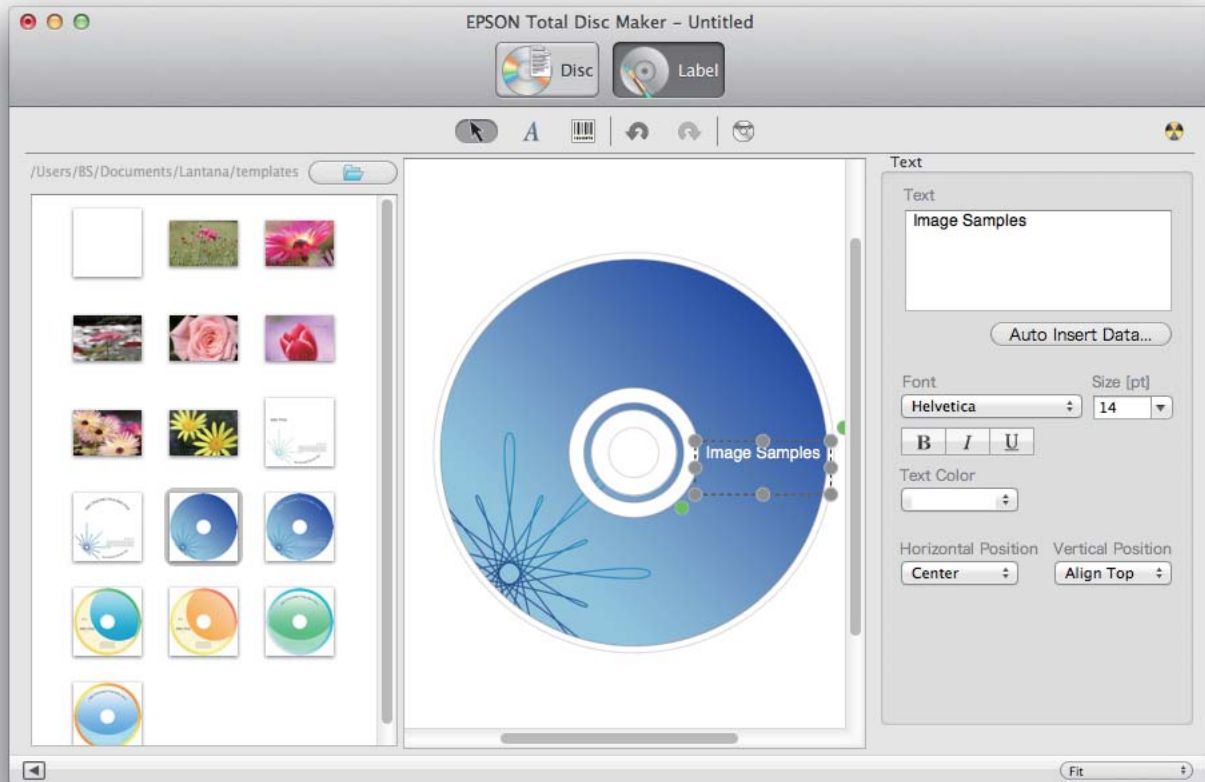 EPSON Total Disc Maker – Untitled
Disc
Label
A
/Users/BS/Documents/Lantana/templates
Image Samples
Text
Text
Image Samples
Auto Insert Data...
Font
Size [pt]
Helvetica
14
B I U
Text Color
Horizontal Position
Vertical Position
Center
Align Top
Fit